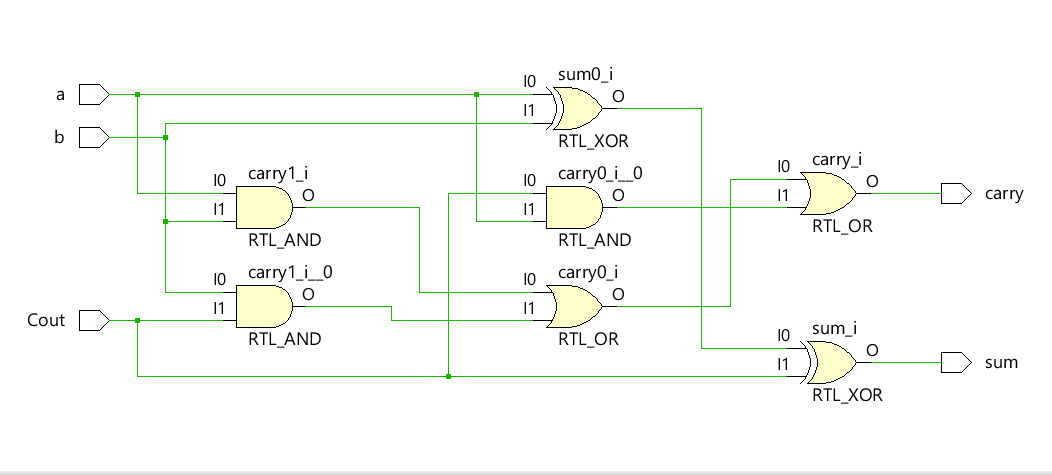 sum0_i
I0
O
a
I1
b
RTL_XOR
carry_i
carry1_i
carry0_i__0
I0
I0
I0
O
O
O
carry
I1
I1
I1
RTL_OR
RTL_AND
RTL_AND
carry1_i__0
carry0_i
I0
I0
O
O
I1
I1
Cout
sum_i
RTL_AND
RTL_OR
I0
O
sum
I1
RTL_XOR